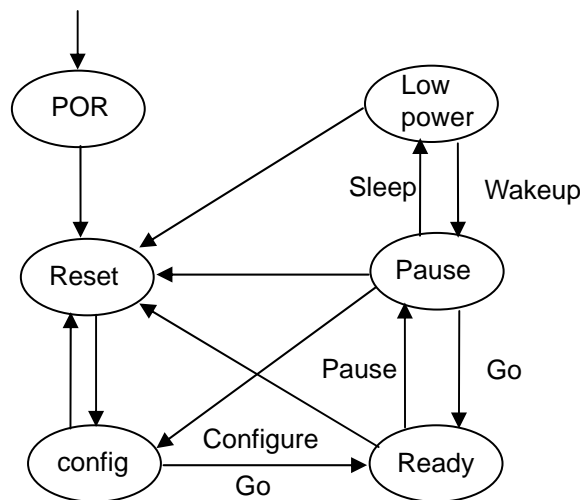 POR
Low
power
Sleep
Wakeup
Reset
Pause
Pause
Go
Configure
config
Go
Ready